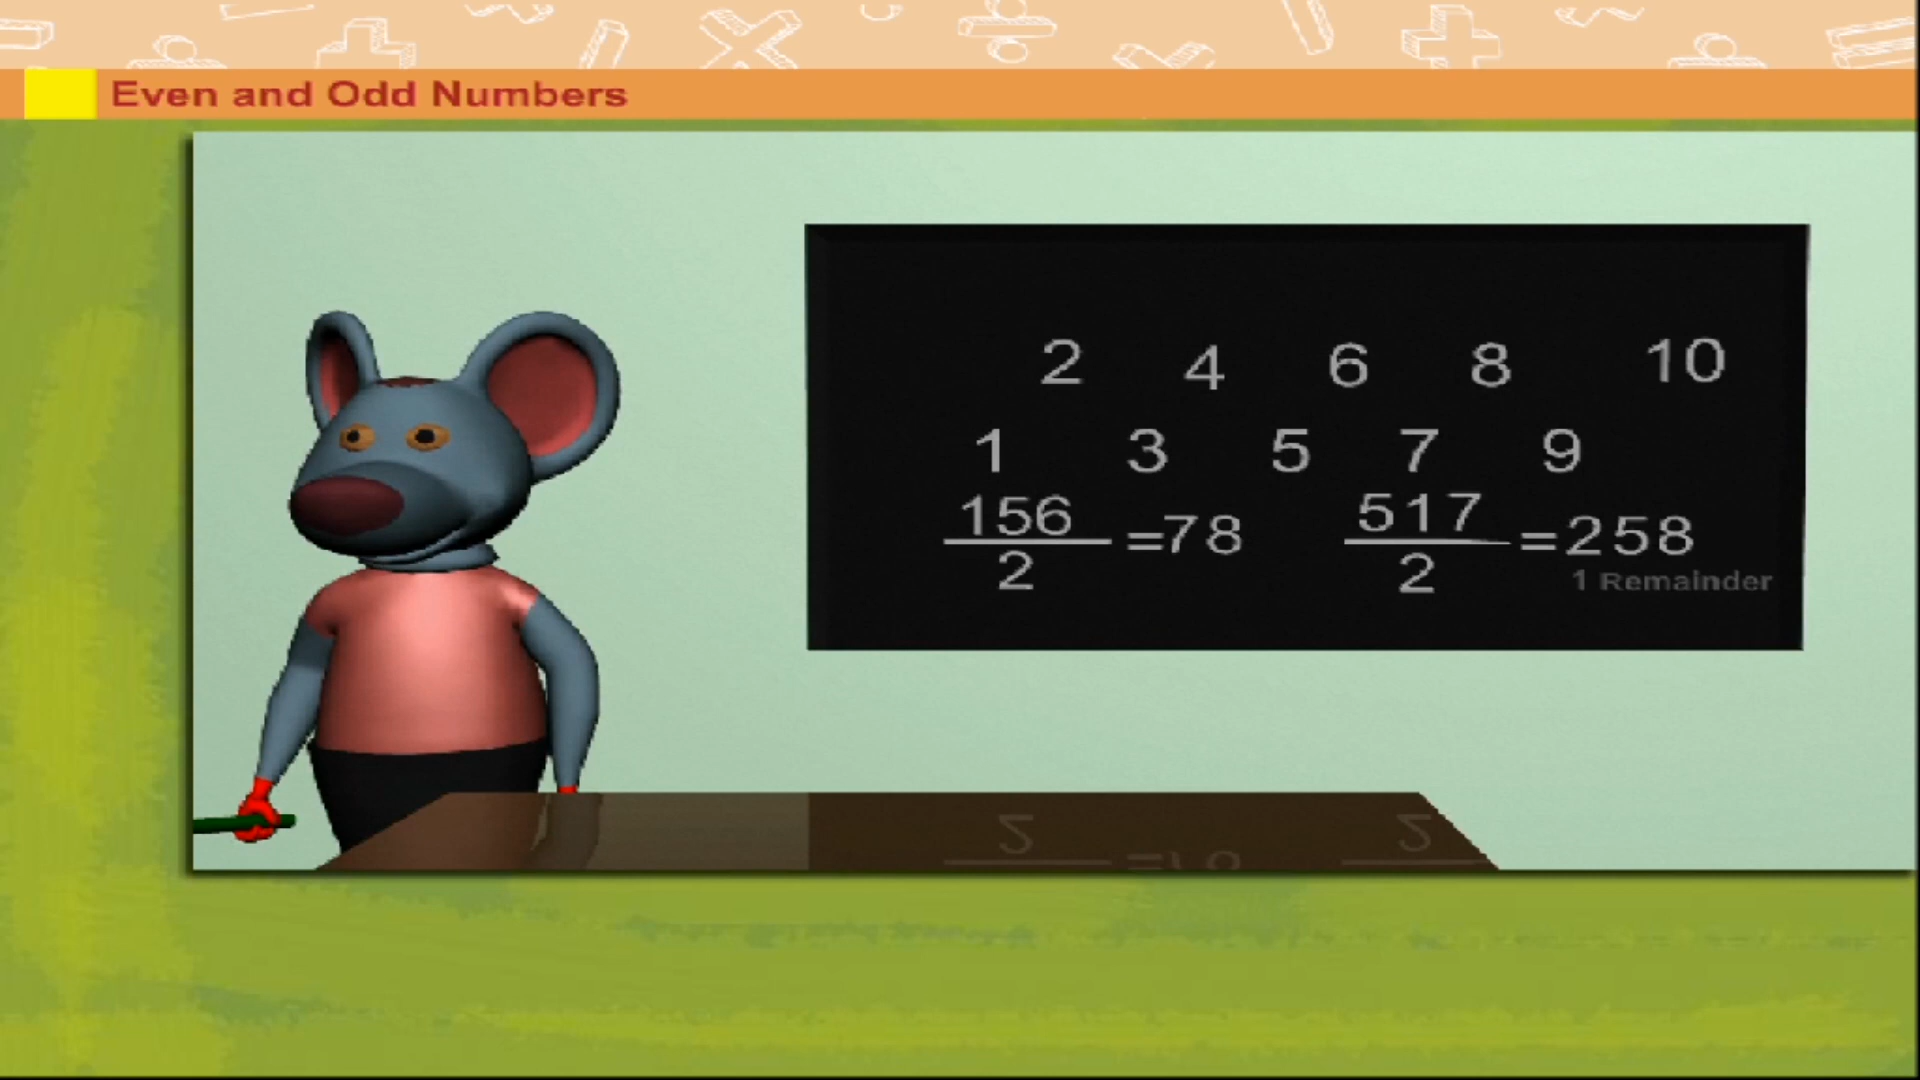 Even and Odd Numbers
2 4 6 8 10
1 3 5 7 9
156/2 =78 517/2 =258
1 Remainder